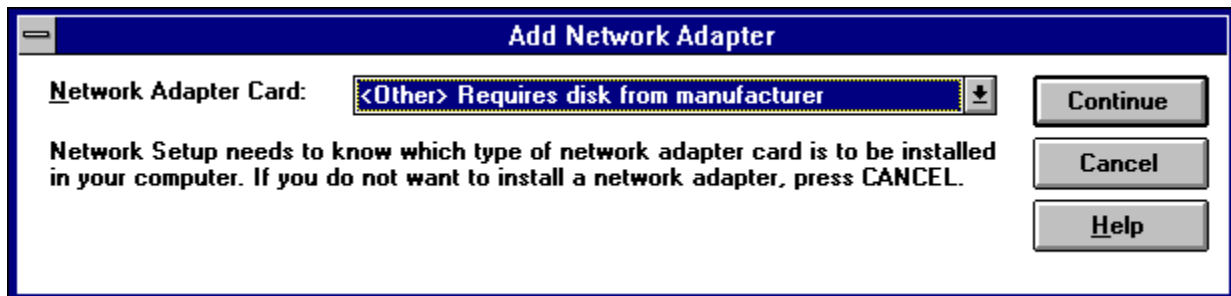 Add Network Adapter
Network Adapter Card:
<Other> Requires disk from manufacturer
Continue
Network Setup needs to know which type of network adapter card is to be installed
in your computer. If you do not want to install a network adapter, press CANCEL.
Cancel
Help